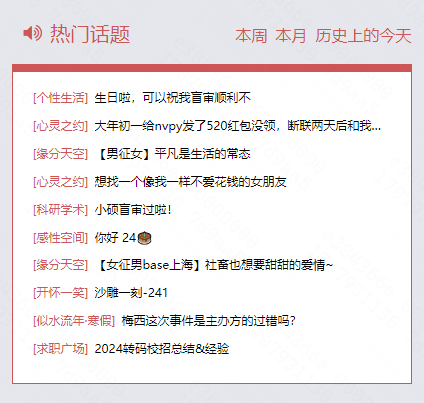 热门话题 本周 本月 历史上的今天
[个性生活] 生日啦，可以祝我盲审顺利不
[心灵之约] 大年初一给nvpy发了520红包没领，断联两天后和我...
[缘分天空] 【男征女】平凡是生活的常态
[心灵之约] 想找一个像我一样不爱花钱的女朋友
[科研学术] 小硕盲审过啦!
[感性空间] 你好 24🎂
[缘分天空] 【女征男base上海】社畜也想要甜甜的爱情~
[开怀一笑] 沙雕一刻-241
[似水流年·寒假] 梅西这次事件是主办方的过错吗?
[求职广场] 2024转码校招总结&经验